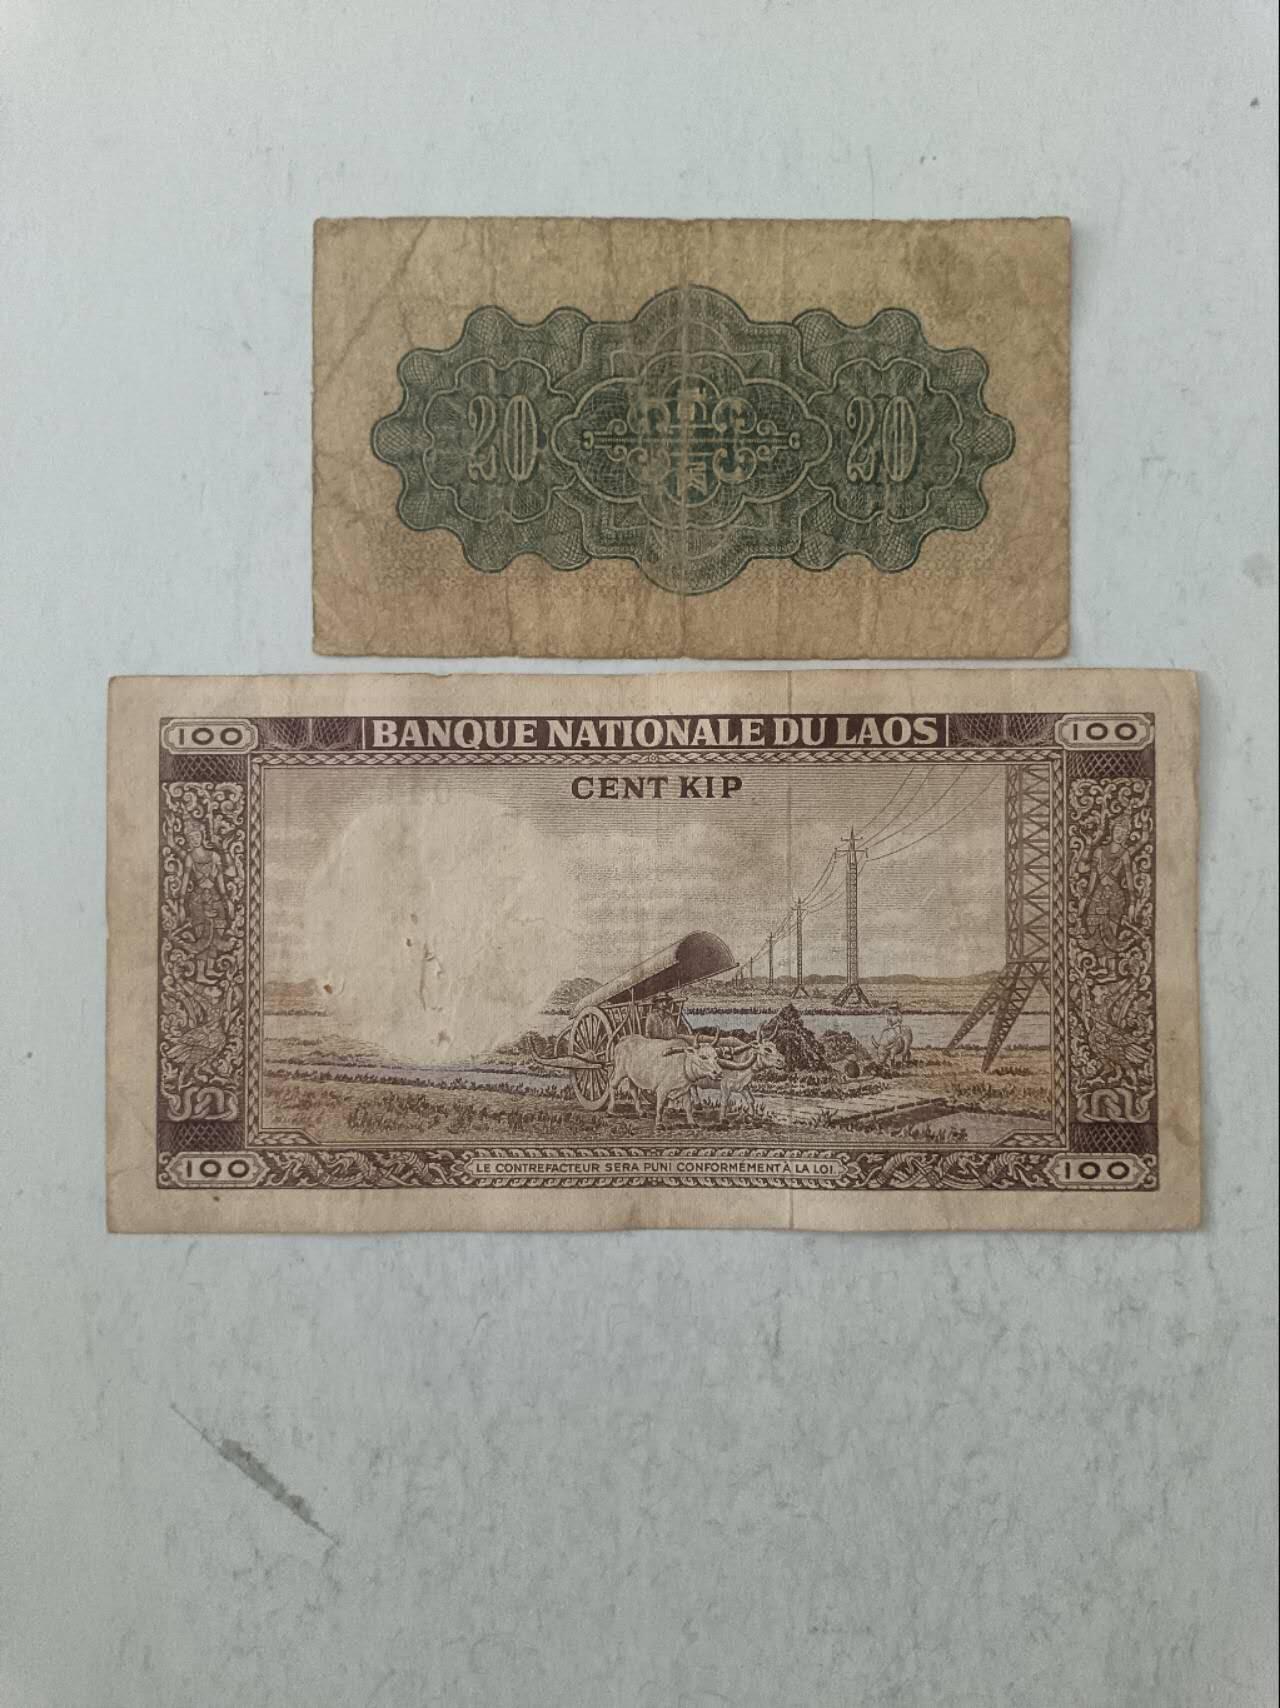 20 20
100 BANQUE NATIONALE DU LAOS 100
CENT KIP
100 LE CONTREFACTEUR SERA PUNI CONFORMÉMENT À LA LOI. 100